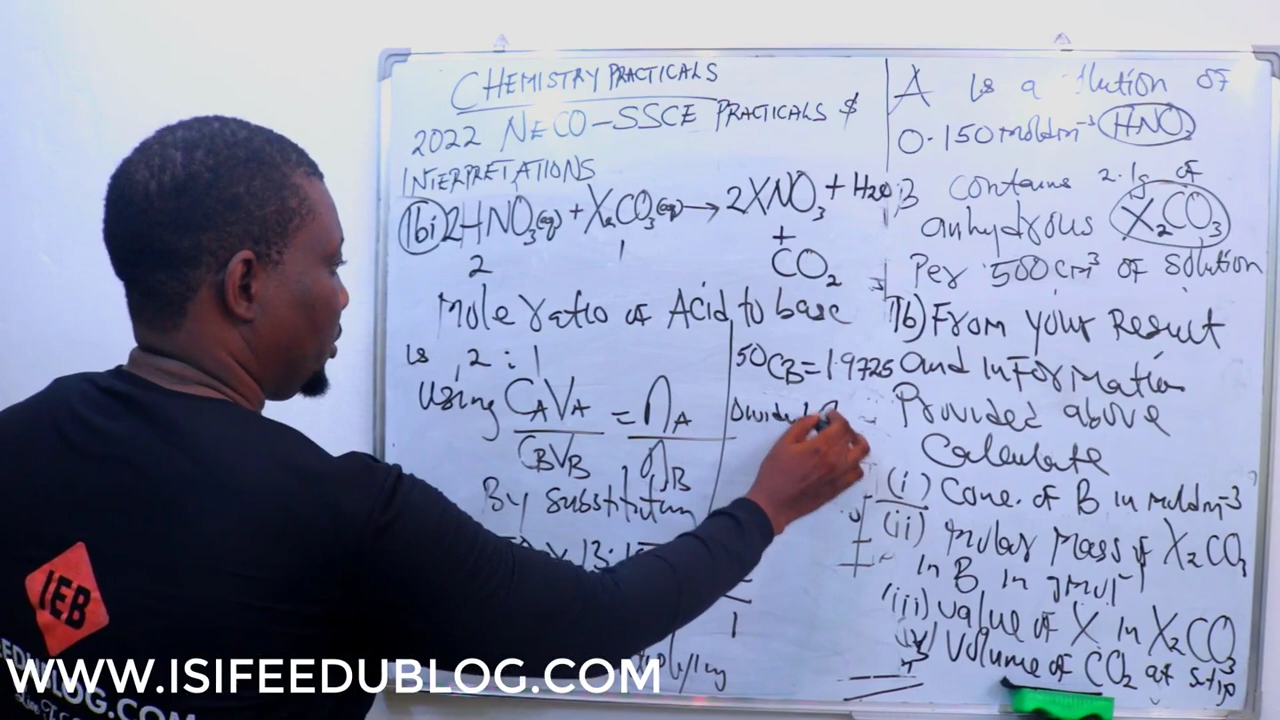 CHEMISTRY PRACTICALS
2022 NECO-SSCE PRACTICALS $
INTERPRETATIONS
1bi) 2HNO₃(aq) + X₂CO₃(aq) → 2XNO₃ + H₂O
+
CO₂
2 1
Mole ratio of Acid to base
is 2 : 1
Using CAVA = nA
CBVB nB
By substitution
50CB = 1.9725
A is a solution of
0.150 moldm⁻³ HNO₃
B contains 2.1g of
anhydrous X₂CO₃
Per 500cm³ of solution
1b) From your Result
and information
Provided above
Calculate
(i) Conc. of B in moldm⁻³
(ii) Molar Mass of X₂CO₃
in B in gmol⁻¹
(iii) value of X in X₂CO₃
iv) Volume of CO₂ at s.t.p
IEB
WWW.ISIFEEDUBLOG.COM